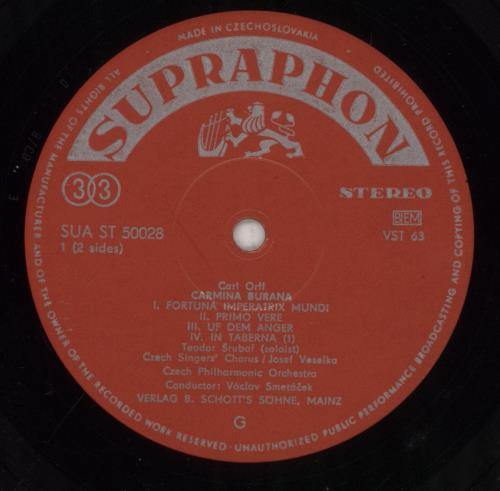 MADE IN CZECHOSLOVAKIA
SUPRAPHON
33
STEREO
SUA ST 50028
1 (2 sides)
BIEM
VST 63
Carl Orff
CARMINA BURANA
I. FORTUNA IMPERATRIX MUNDI
II. PRIMO VERE
III. UF DEM ANGER
IV. IN TABERNA (1)
Teodor Šrubař (soloist)
Czech Singers' Chorus / Josef Veselka
Czech Philharmonic Orchestra
Conductor: Václav Smetáček
VERLAG B. SCHOTT'S SÖHNE, MAINZ
G
ALL RIGHTS OF THE MANUFACTURER AND OF THE OWNER OF THE RECORDED WORK RESERVED - UNAUTHORIZED PUBLIC PERFORMANCE BROADCASTING AND COPYING OF THIS RECORD PROHIBITED